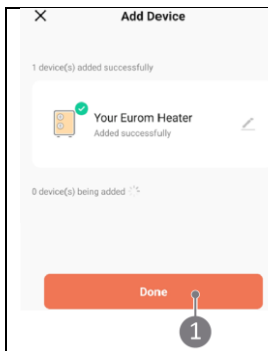 Add Device
1 device(s) added successfully
Your Eurom Heater
Added successfully
0 device(s) being added
Done
1